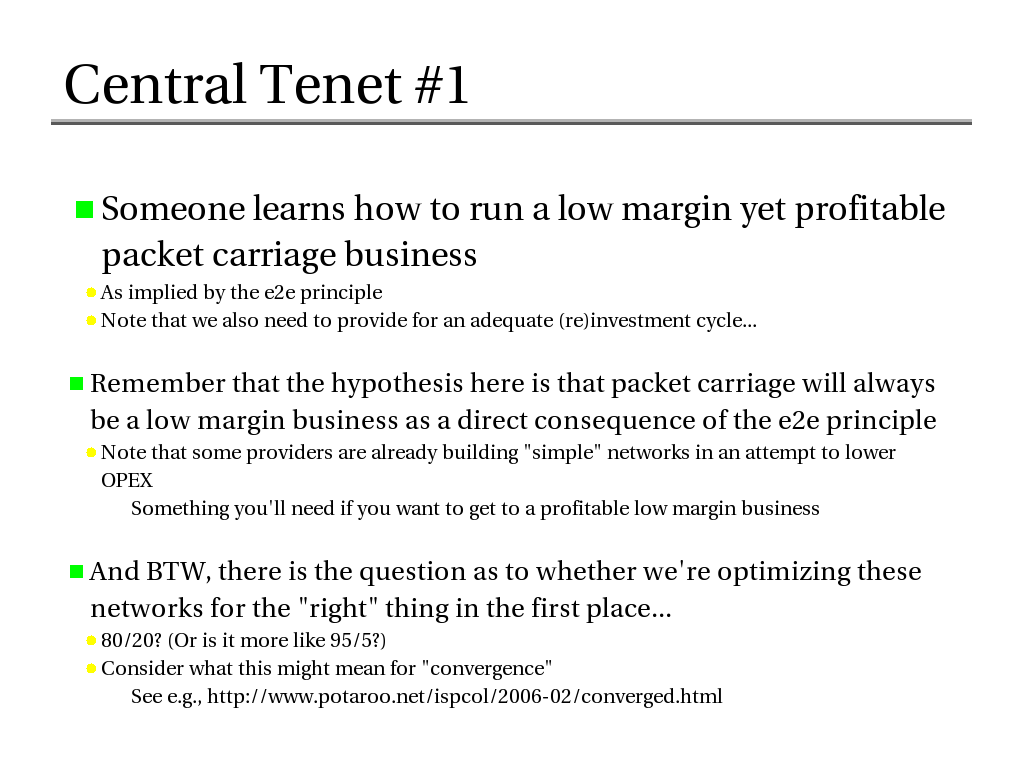 Central Tenet #1
Someone learns how to run a low margin yet profitable
packet carriage business
As implied by the e2e principle
Note that we also need to provide for an adequate (re)investment cycle...
Remember that the hypothesis here is that packet carriage will always
be a low margin business as a direct consequence of the e2e principle
Note that some providers are already building "simple" networks in an attempt to lower
OPEX
Something you'll need if you want to get to a profitable low margin business
And BTW, there is the question as to whether we're optimizing these
networks for the "right" thing in the first place...
80/20? (Or is it more like 95/5?)
Consider what this might mean for "convergence"
See e.g., http://www.potaroo.net/ispcol/2006-02/converged.html